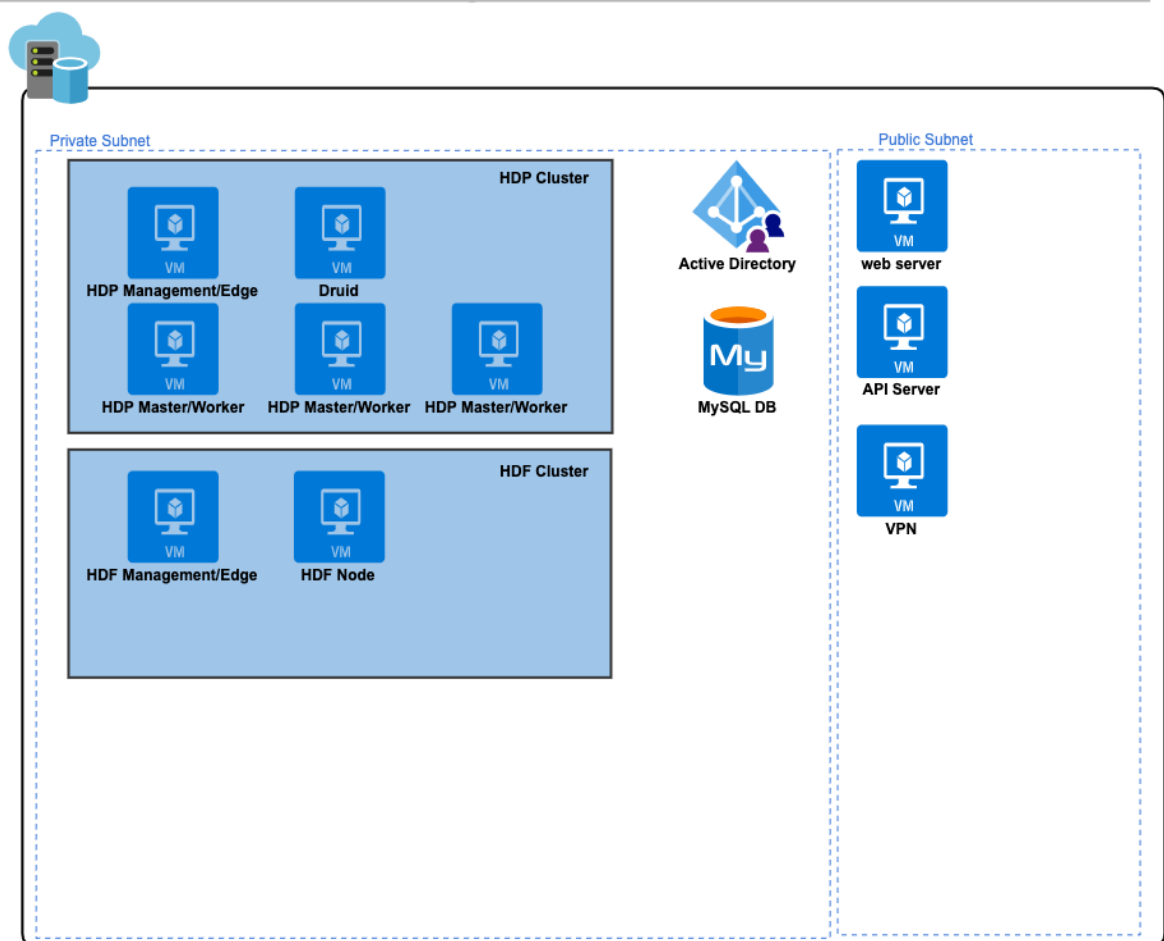 Private Subnet
Public Subnet
HDP Cluster
VM
HDP Management/Edge
VM
Druid
VM
HDP Master/Worker
VM
HDP Master/Worker
VM
HDP Master/Worker
HDF Cluster
VM
HDF Management/Edge
VM
HDF Node
Active Directory
My
MySQL DB
VM
web server
VM
API Server
VM
VPN